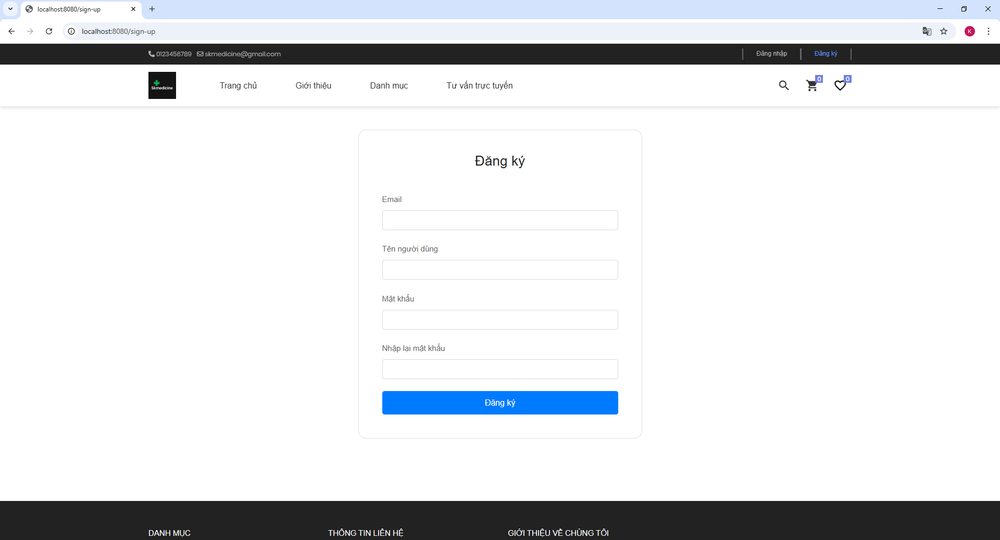 localhost:8080/sign-up
localhost:8080/sign-up
K
0123456789 skmedicine@gmail.com
Đăng nhập
Đăng ký
Skmedicine
Trang chủ
Giới thiệu
Danh mục
Tư vấn trực tuyến
0
0
Đăng ký
Email
Tên người dùng
Mật khẩu
Nhập lại mật khẩu
Đăng ký
DANH MỤC
THÔNG TIN LIÊN HỆ
GIỚI THIỆU VỀ CHÚNG TÔI